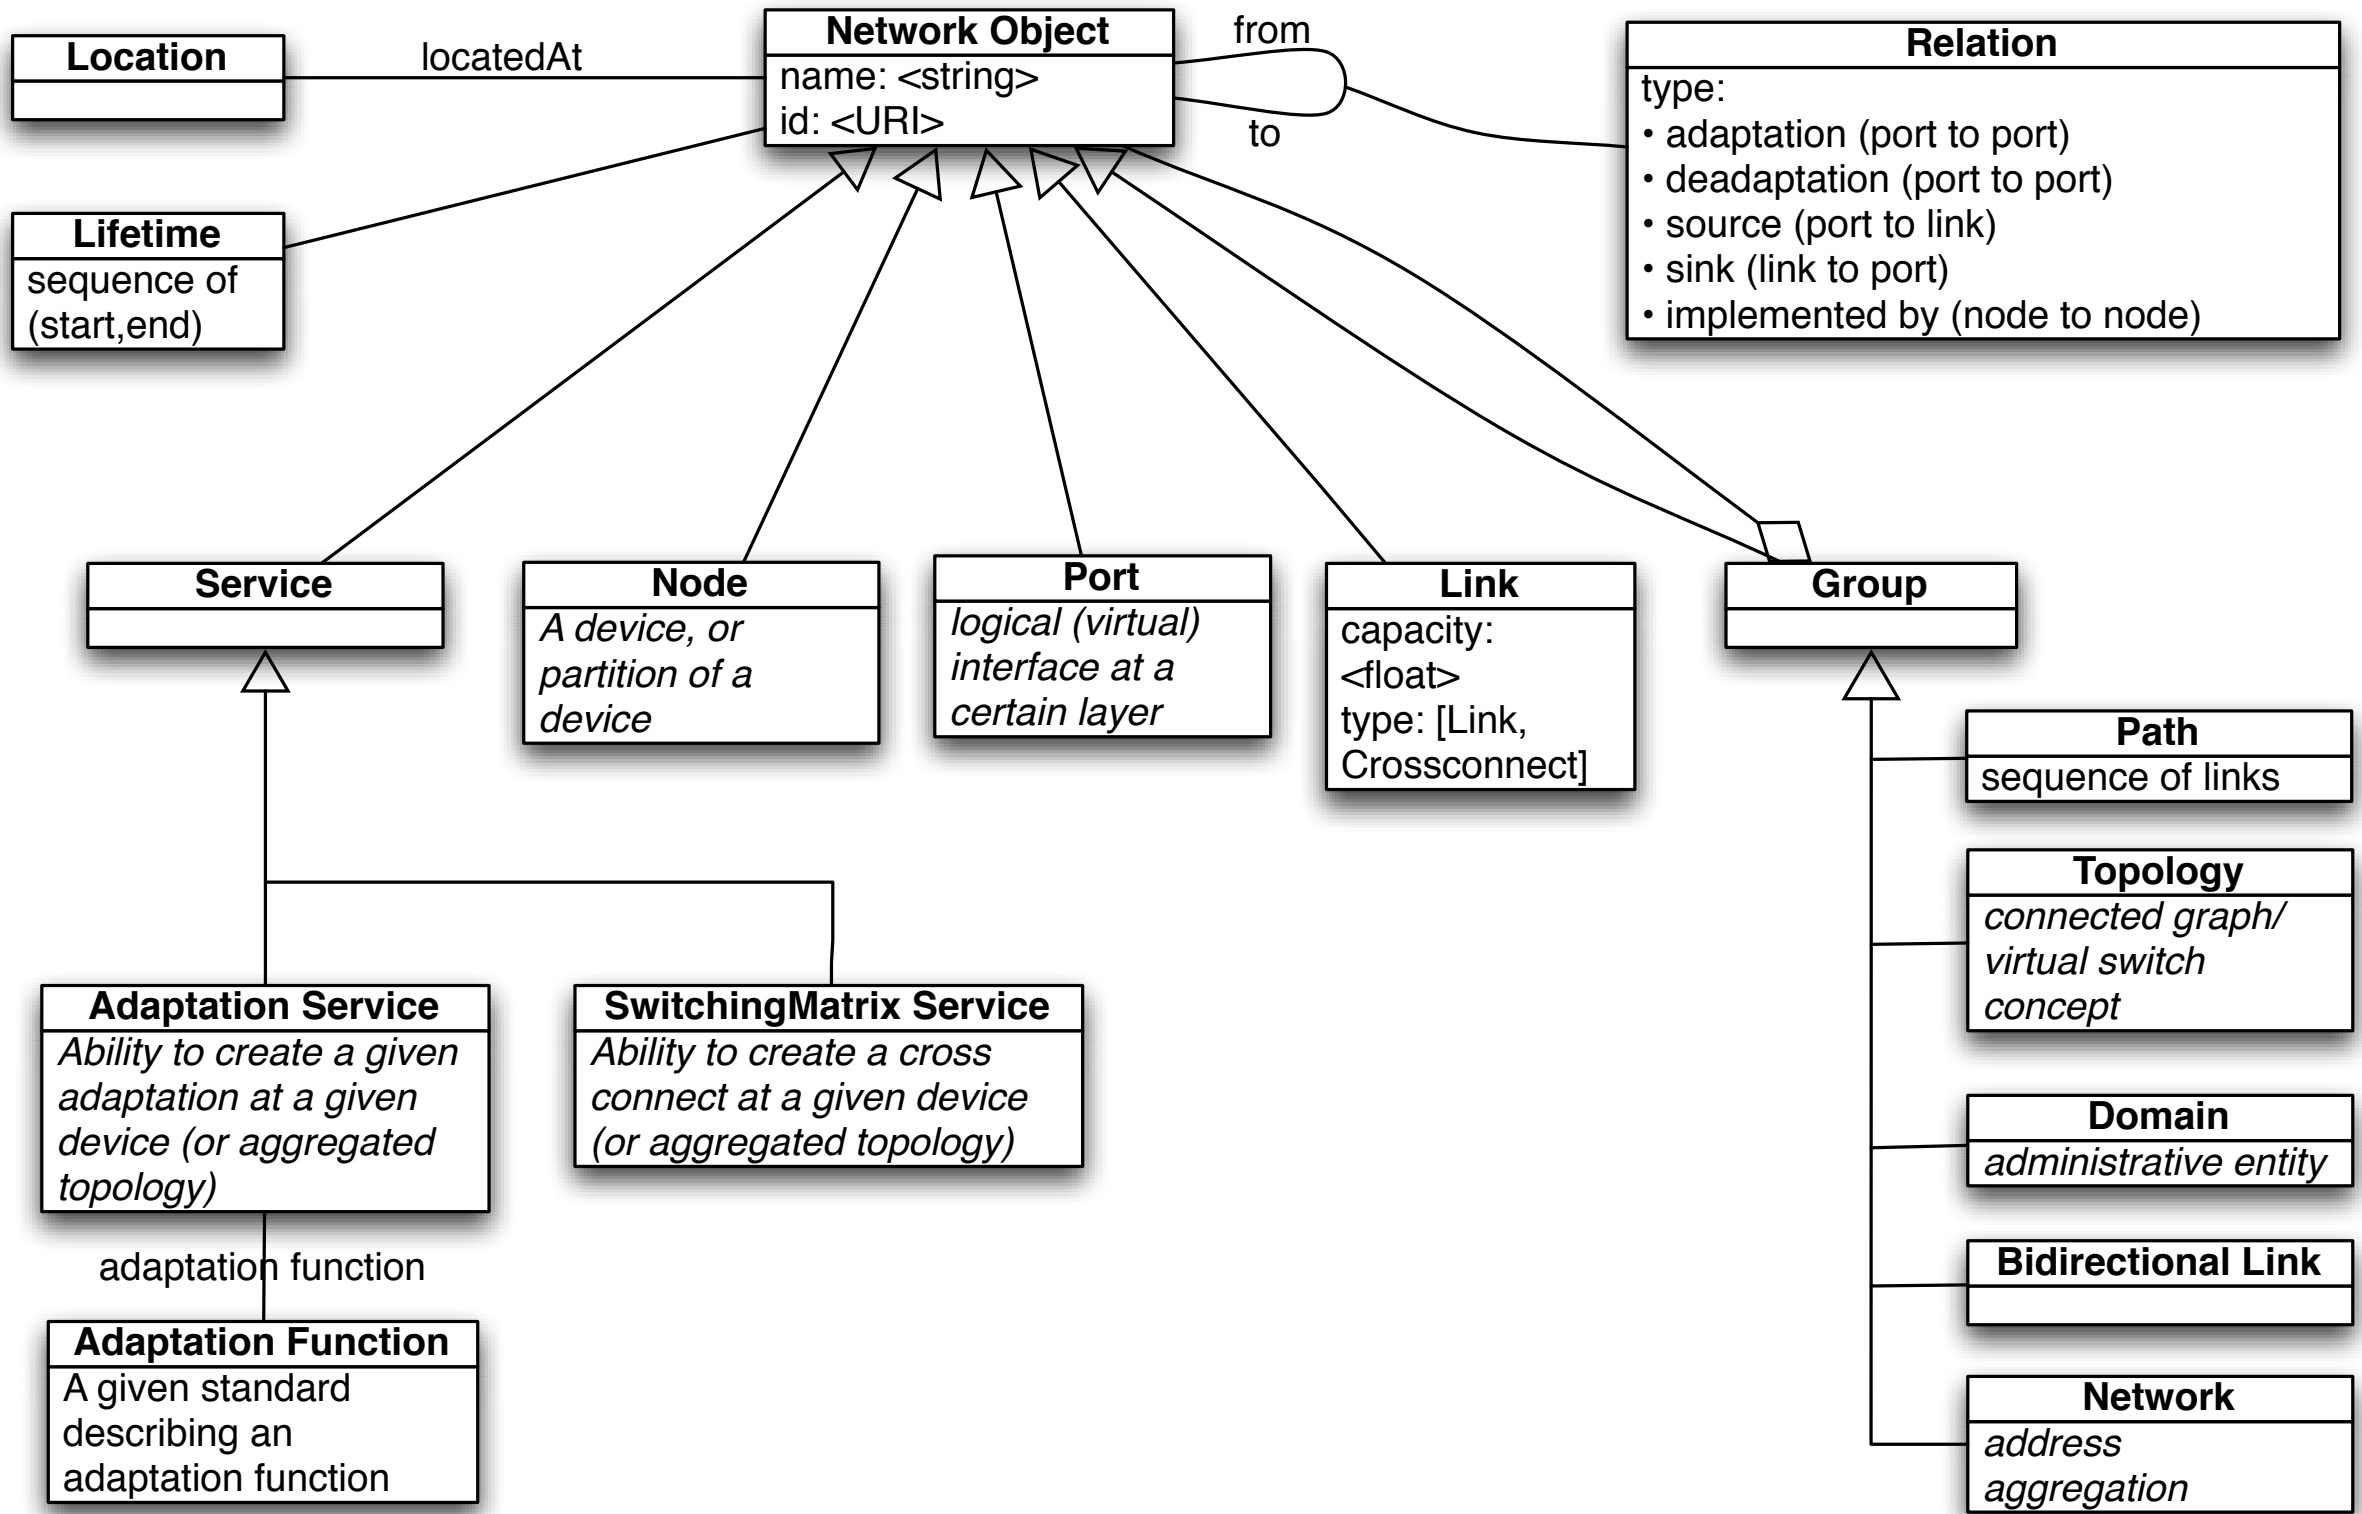 Location
locatedAt
Network Object
name: <string>
id: <URI>
from
to
Relation
type:
• adaptation (port to port)
• deadaptation (port to port)
• source (port to link)
• sink (link to port)
• implemented by (node to node)
Lifetime
sequence of
(start,end)
Service
Node
A device, or
partition of a
device
Port
logical (virtual)
interface at a
certain layer
Link
capacity:
<float>
type: [Link,
Crossconnect]
Group
Path
sequence of links
Topology
connected graph/
virtual switch
concept
Domain
administrative entity
Bidirectional Link
Network
address
aggregation
Adaptation Service
Ability to create a given
adaptation at a given
device (or aggregated
topology)
SwitchingMatrix Service
Ability to create a cross
connect at a given device
(or aggregated topology)
adaptation function
Adaptation Function
A given standard
describing an
adaptation function